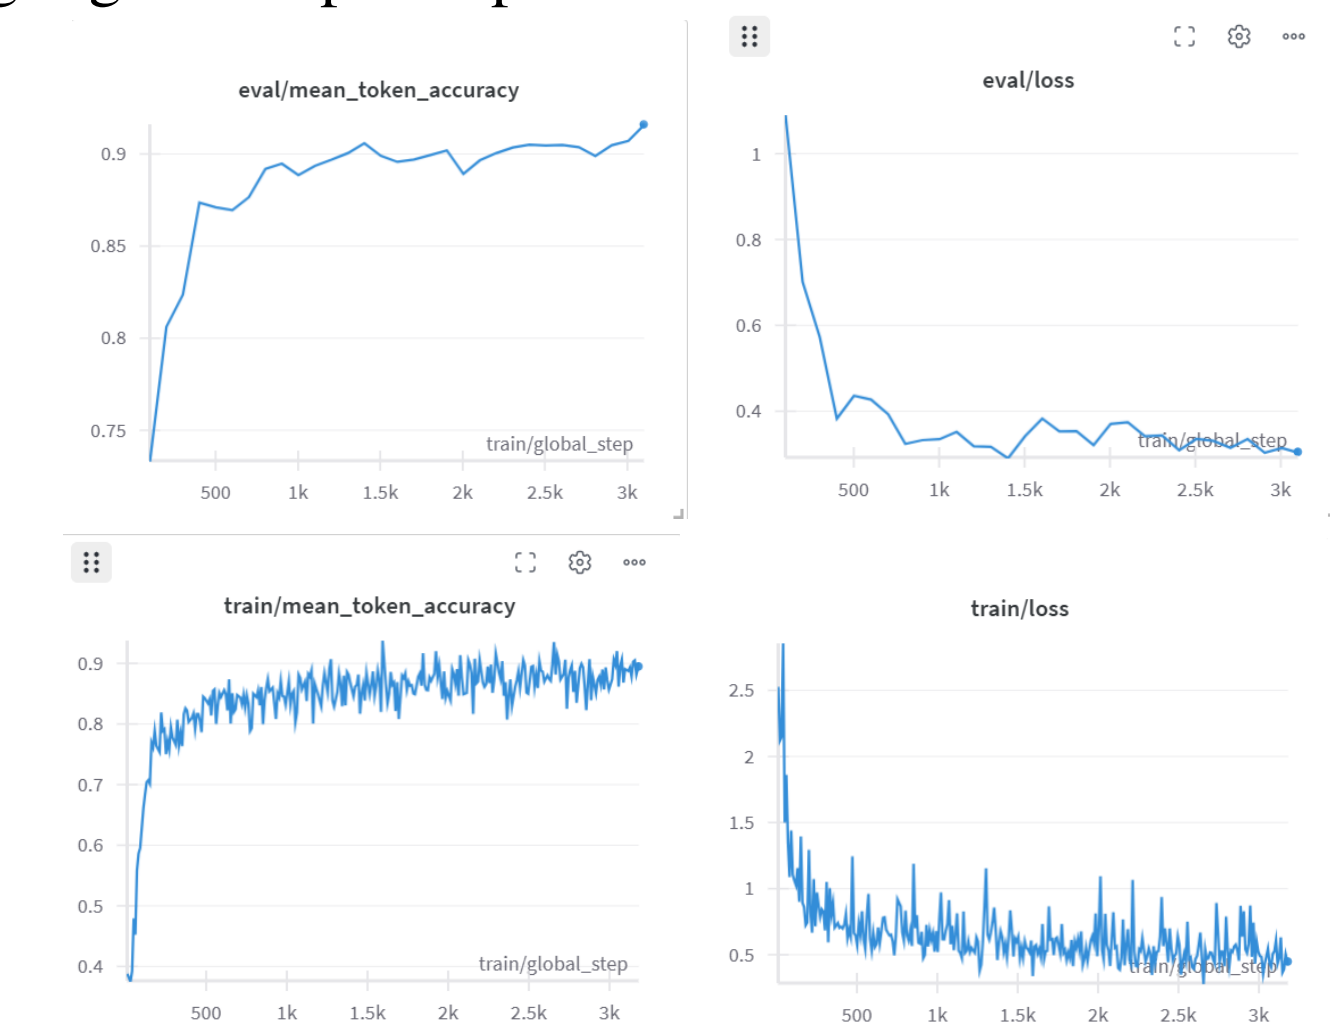 eval/mean_token_accuracy
0.9
0.85
0.8
0.75
train/global_step
500 1k 1.5k 2k 2.5k 3k
eval/loss
1
0.8
0.6
0.4
train/global_step
500 1k 1.5k 2k 2.5k 3k
train/mean_token_accuracy
0.9
0.8
0.7
0.6
0.5
0.4
train/global_step
500 1k 1.5k 2k 2.5k 3k
train/loss
2.5
2
1.5
1
0.5
train/global_step
500 1k 1.5k 2k 2.5k 3k